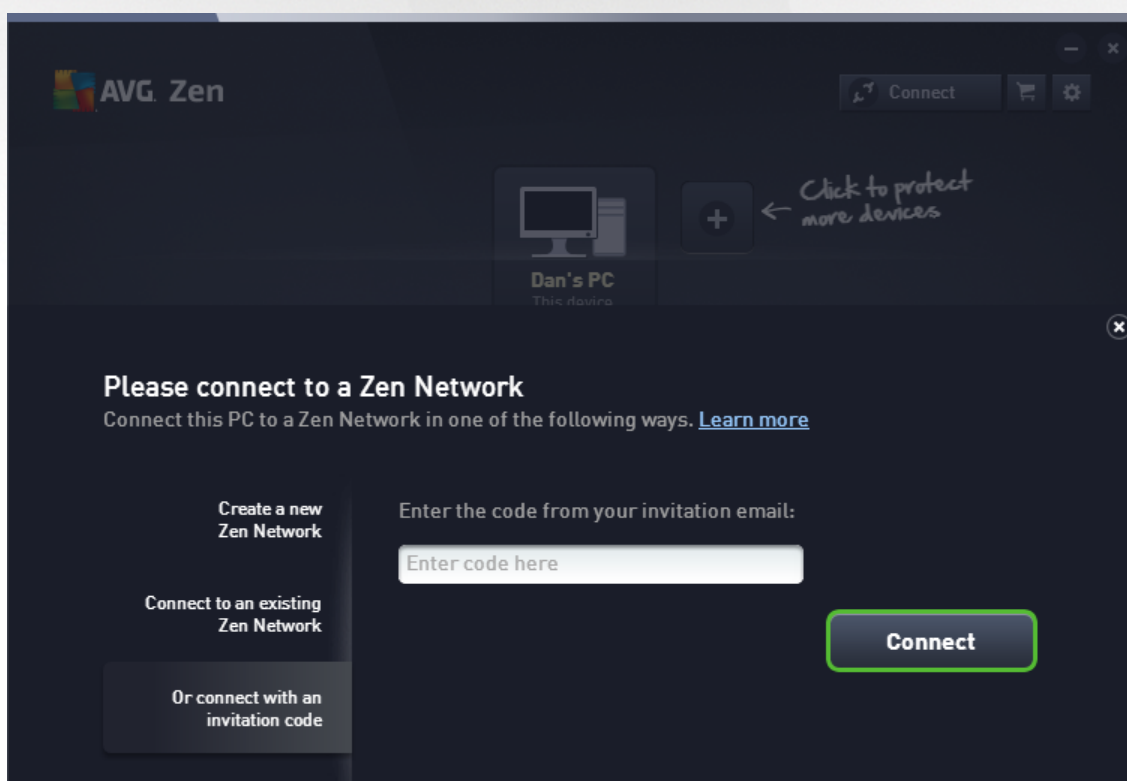 AVG. Zen
Connect
Click to protect
more devices
Dan's PC
This device
Please connect to a Zen Network
Connect this PC to a Zen Network in one of the following ways. Learn more
Create a new
Zen Network
Enter the code from your invitation email:
Enter code here
Connect to an existing
Zen Network
Connect
Or connect with an
invitation code